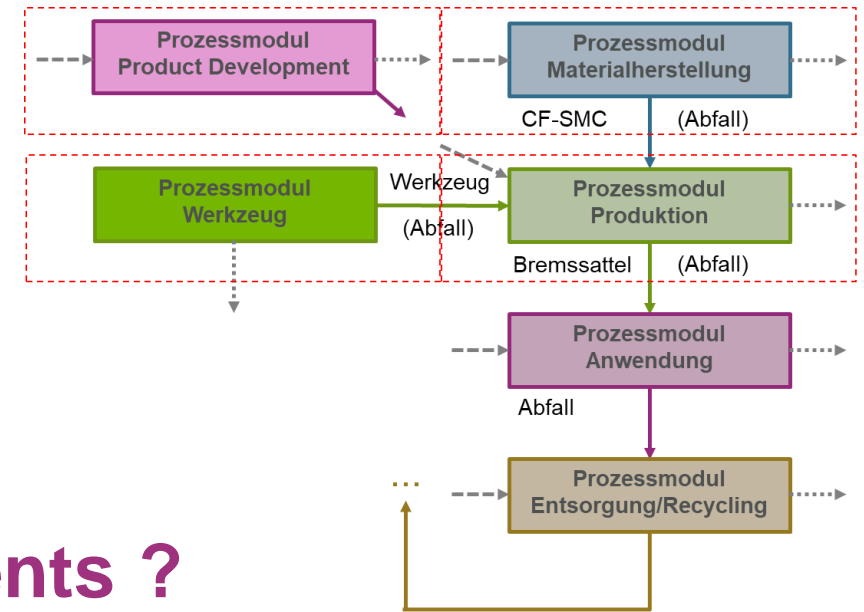 Prozessmodul
Product Development
Prozessmodul
Materialherstellung
CF-SMC
(Abfall)
Prozessmodul
Werkzeug
Werkzeug
(Abfall)
Prozessmodul
Produktion
Bremssattel
(Abfall)
Prozessmodul
Anwendung
Abfall
...
Prozessmodul
Entsorgung/Recycling
ents ?